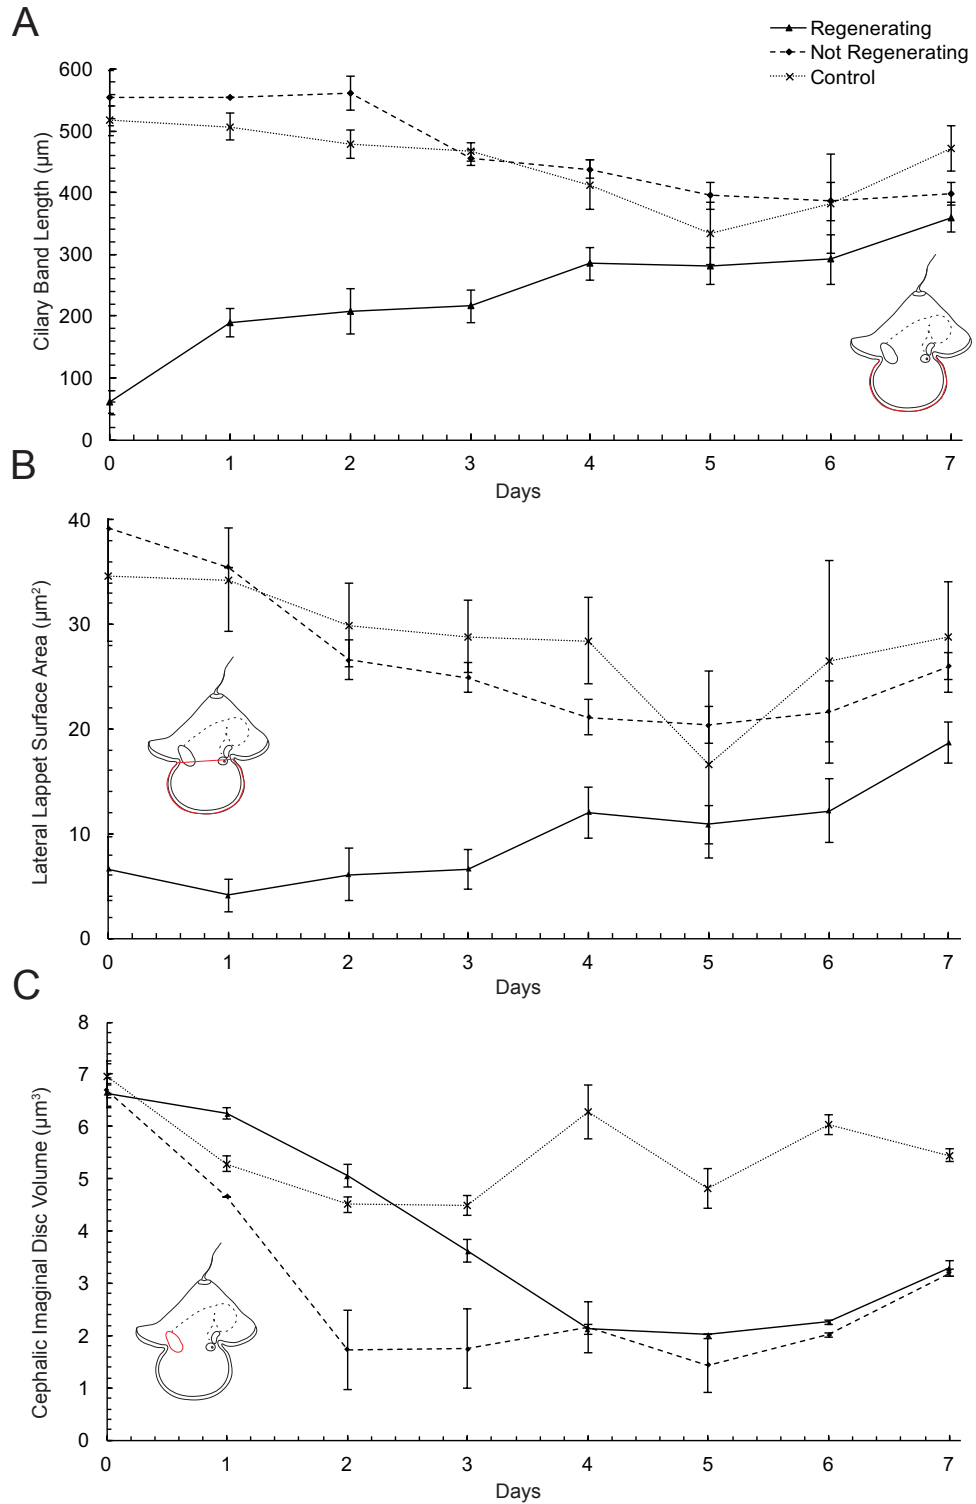 A
Regenerating
Not Regenerating
Control
600
500
400
300
200
100
0
Cilary Band Length (μm)
0 1 2 3 4 5 6 7
Days
B
40
30
20
10
0
Lateral Lappet Surface Area (μm²)
0 1 2 3 4 5 6 7
Days
C
8
7
6
5
4
3
2
1
0
Cephalic Imaginal Disc Volume (μm³)
0 1 2 3 4 5 6 7
Days